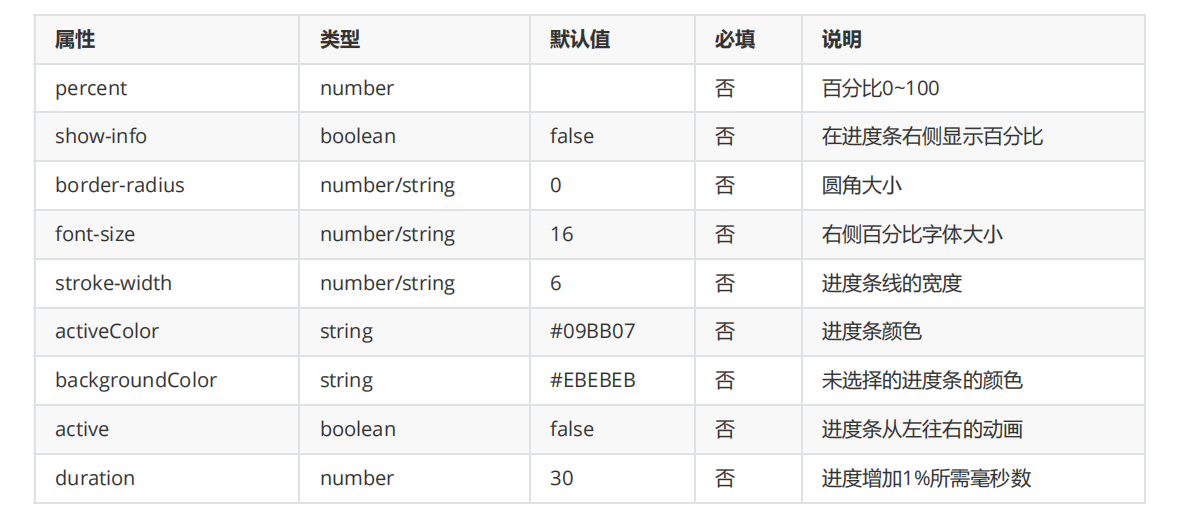 属性 类型 默认值 必填 说明
percent number 否 百分比0~100
show-info boolean false 否 在进度条右侧显示百分比
border-radius number/string 0 否 圆角大小
font-size number/string 16 否 右侧百分比字体大小
stroke-width number/string 6 否 进度条线的宽度
activeColor string #09BB07 否 进度条颜色
backgroundColor string #EBEBEB 否 未选择的进度条的颜色
active boolean false 否 进度条从左往右的动画
duration number 30 否 进度增加1%所需毫秒数